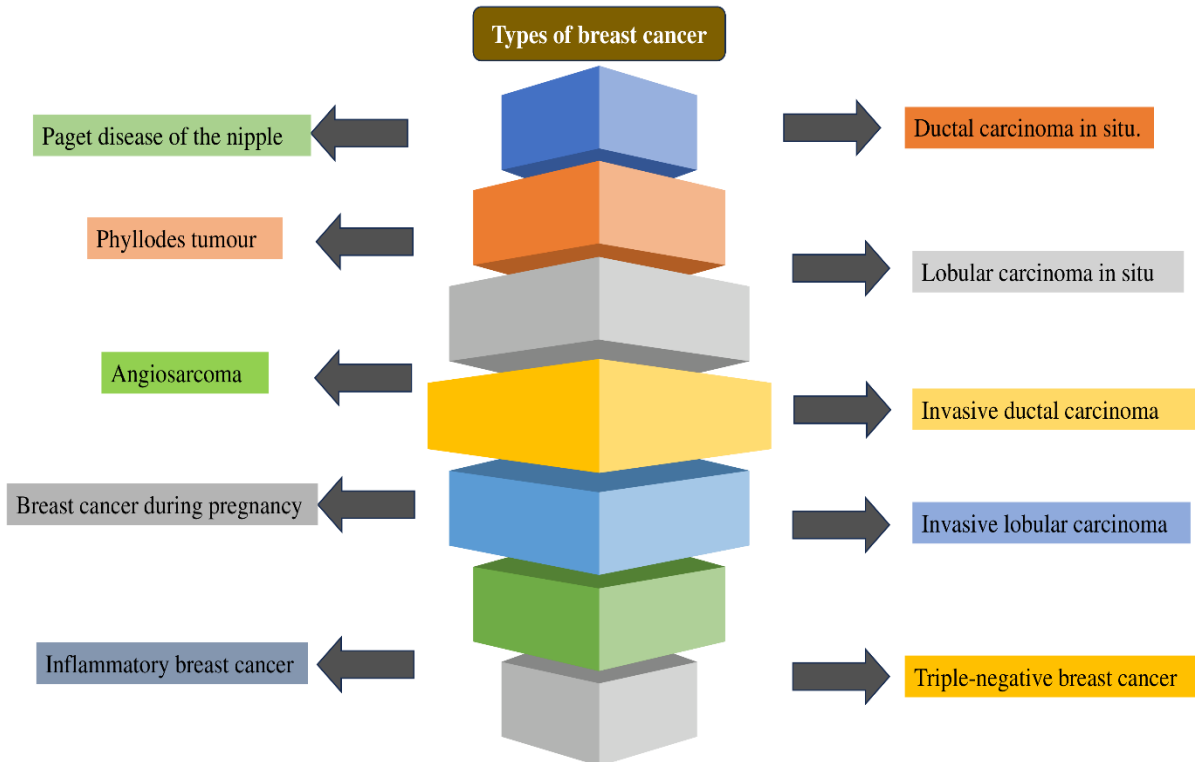 Types of breast cancer
Paget disease of the nipple
Ductal carcinoma in situ.
Phyllodes tumour
Lobular carcinoma in situ
Angiosarcoma
Invasive ductal carcinoma
Breast cancer during pregnancy
Invasive lobular carcinoma
Inflammatory breast cancer
Triple-negative breast cancer